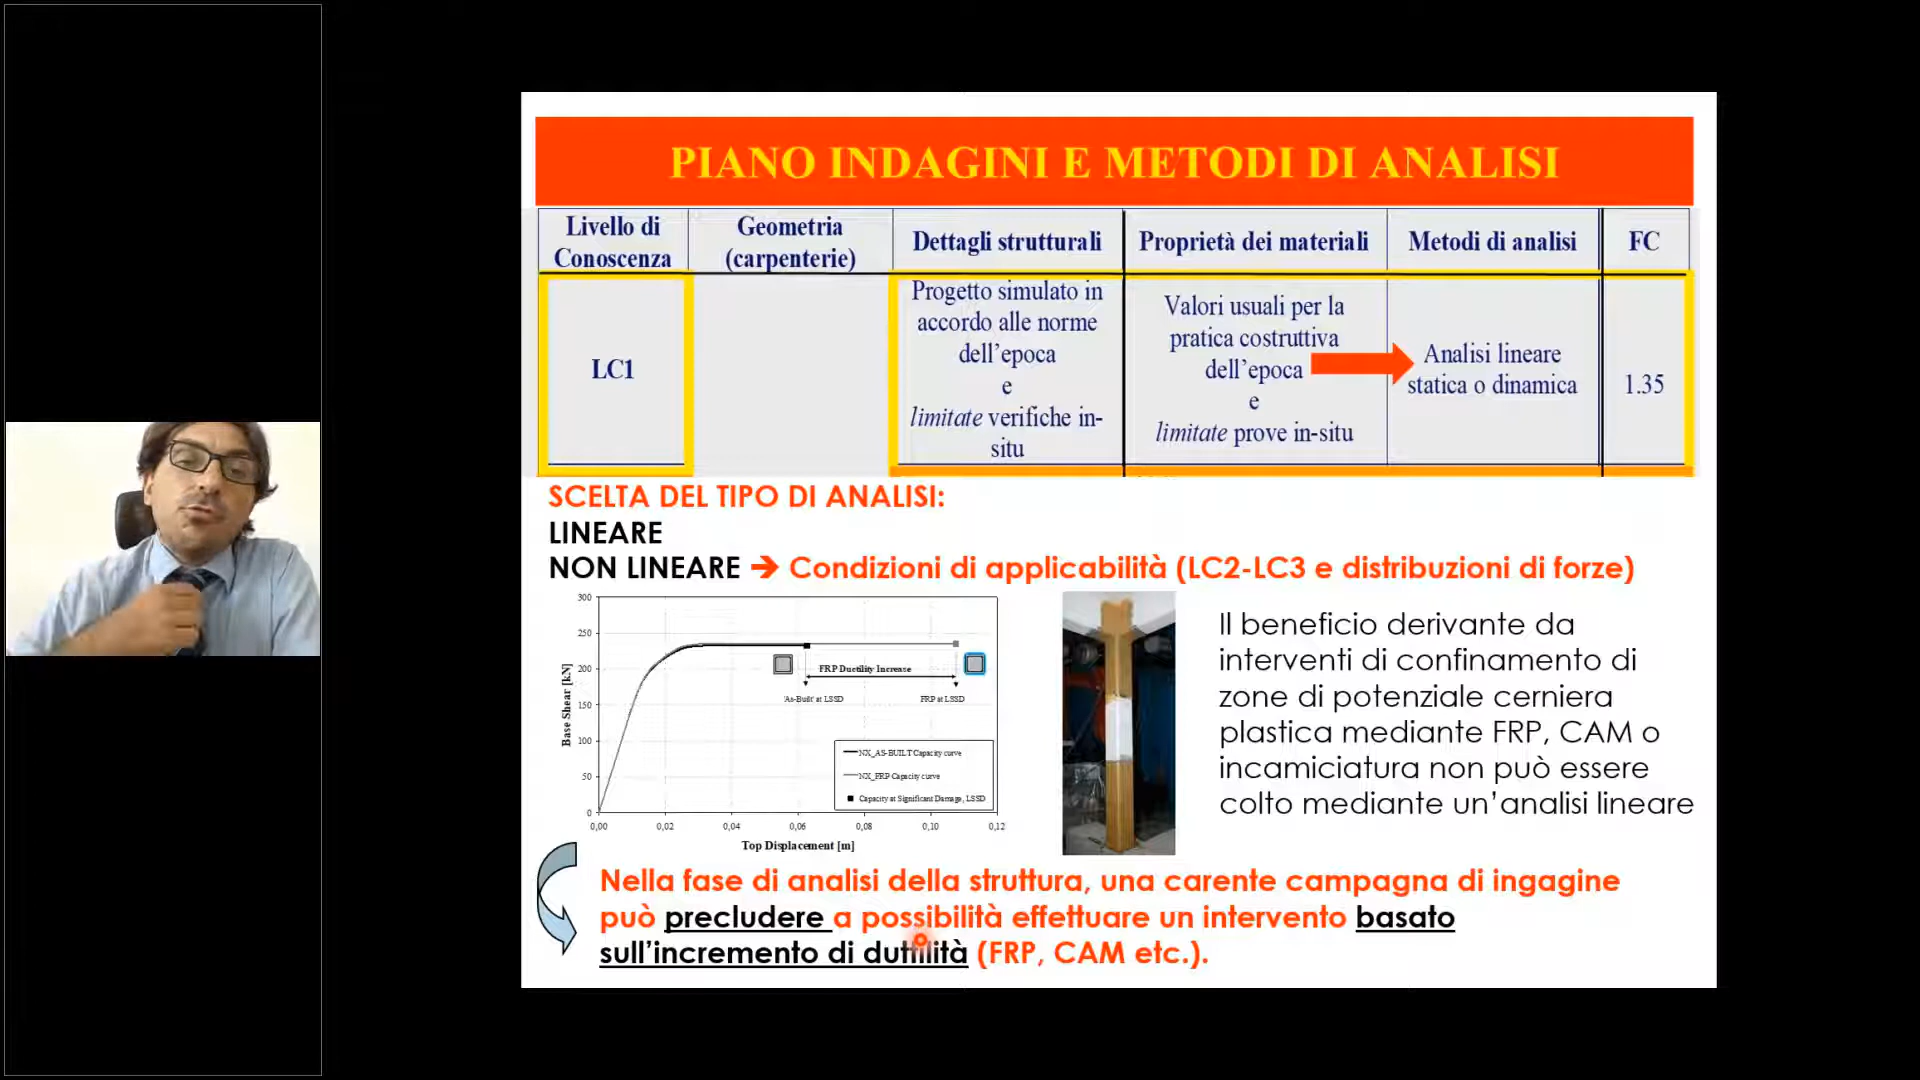 PIANO INDAGINI E METODI DI ANALISI
Livello di
Conoscenza
Geometria
(carpenterie)
Dettagli strutturali
Proprietà dei materiali
Metodi di analisi
FC
LC1
Progetto simulato in
accordo alle norme
dell’epoca
e
limitate verifiche in-
situ
Valori usuali per la
pratica costruttiva
dell’epoca
e
limitate prove in-situ
Analisi lineare
statica o dinamica
1.35
SCELTA DEL TIPO DI ANALISI:
LINEARE
NON LINEARE ➔ Condizioni di applicabilità (LC2-LC3 e distribuzioni di forze)
300
250
200
150
100
50
0
Base Shear [kN]
FRP Ductility Increase
'As-Built' at LSSD
FRP at LSSD
NX_AS-BUILT Capacity curve
NX_FRP Capacity curve
Capacity at Significant Damage, LSSD
0,00
0,02
0,04
0,06
0,08
0,10
0,12
Top Displacement [m]
Il beneficio derivante da
interventi di confinamento di
zone di potenziale cerniera
plastica mediante FRP, CAM o
incamiciatura non può essere
colto mediante un’analisi lineare
Nella fase di analisi della struttura, una carente campagna di ingagine
può precludere a possibilità effettuare un intervento basato
sull’incremento di duttilità (FRP, CAM etc.).